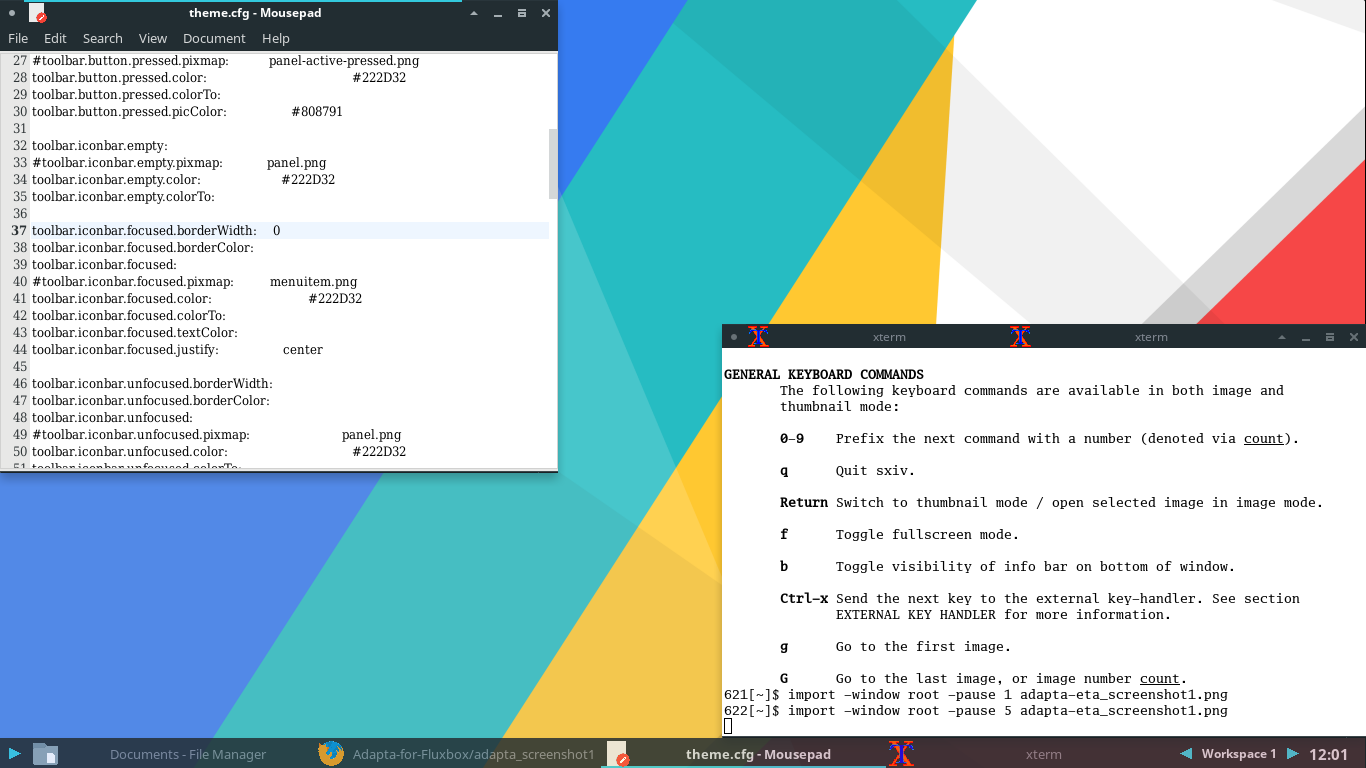 theme.cfg - Mousepad
File Edit Search View Document Help
27 #toolbar.button.pressed.pixmap: panel-active-pressed.png
28 toolbar.button.pressed.color: #222D32
29 toolbar.button.pressed.colorTo:
30 toolbar.button.pressed.picColor: #808791
31
32 toolbar.iconbar.empty:
33 #toolbar.iconbar.empty.pixmap: panel.png
34 toolbar.iconbar.empty.color: #222D32
35 toolbar.iconbar.empty.colorTo:
36
37 toolbar.iconbar.focused.borderWidth: 0
38 toolbar.iconbar.focused.borderColor:
39 toolbar.iconbar.focused:
40 #toolbar.iconbar.focused.pixmap: menuitem.png
41 toolbar.iconbar.focused.color: #222D32
42 toolbar.iconbar.focused.colorTo:
43 toolbar.iconbar.focused.textColor:
44 toolbar.iconbar.focused.justify: center
45
46 toolbar.iconbar.unfocused.borderWidth:
47 toolbar.iconbar.unfocused.borderColor:
48 toolbar.iconbar.unfocused:
49 #toolbar.iconbar.unfocused.pixmap: panel.png
50 toolbar.iconbar.unfocused.color: #222D32
51 toolbar.iconbar.unfocused.colorTo:
xterm xterm
GENERAL KEYBOARD COMMANDS
The following keyboard commands are available in both image and
thumbnail mode:
0-9 Prefix the next command with a number (denoted via count).
q Quit sxiv.
Return Switch to thumbnail mode / open selected image in image mode.
f Toggle fullscreen mode.
b Toggle visibility of info bar on bottom of window.
Ctrl-x Send the next key to the external key-handler. See section
EXTERNAL KEY HANDLER for more information.
g Go to the first image.
G Go to the last image, or image number count.
621[~]$ import -window root -pause 1 adapta-eta_screenshot1.png
622[~]$ import -window root -pause 5 adapta-eta_screenshot1.png
Documents - File Manager Adapta-for-Fluxbox/adapta_screenshot1 theme.cfg - Mousepad xterm Workspace 1 12:01